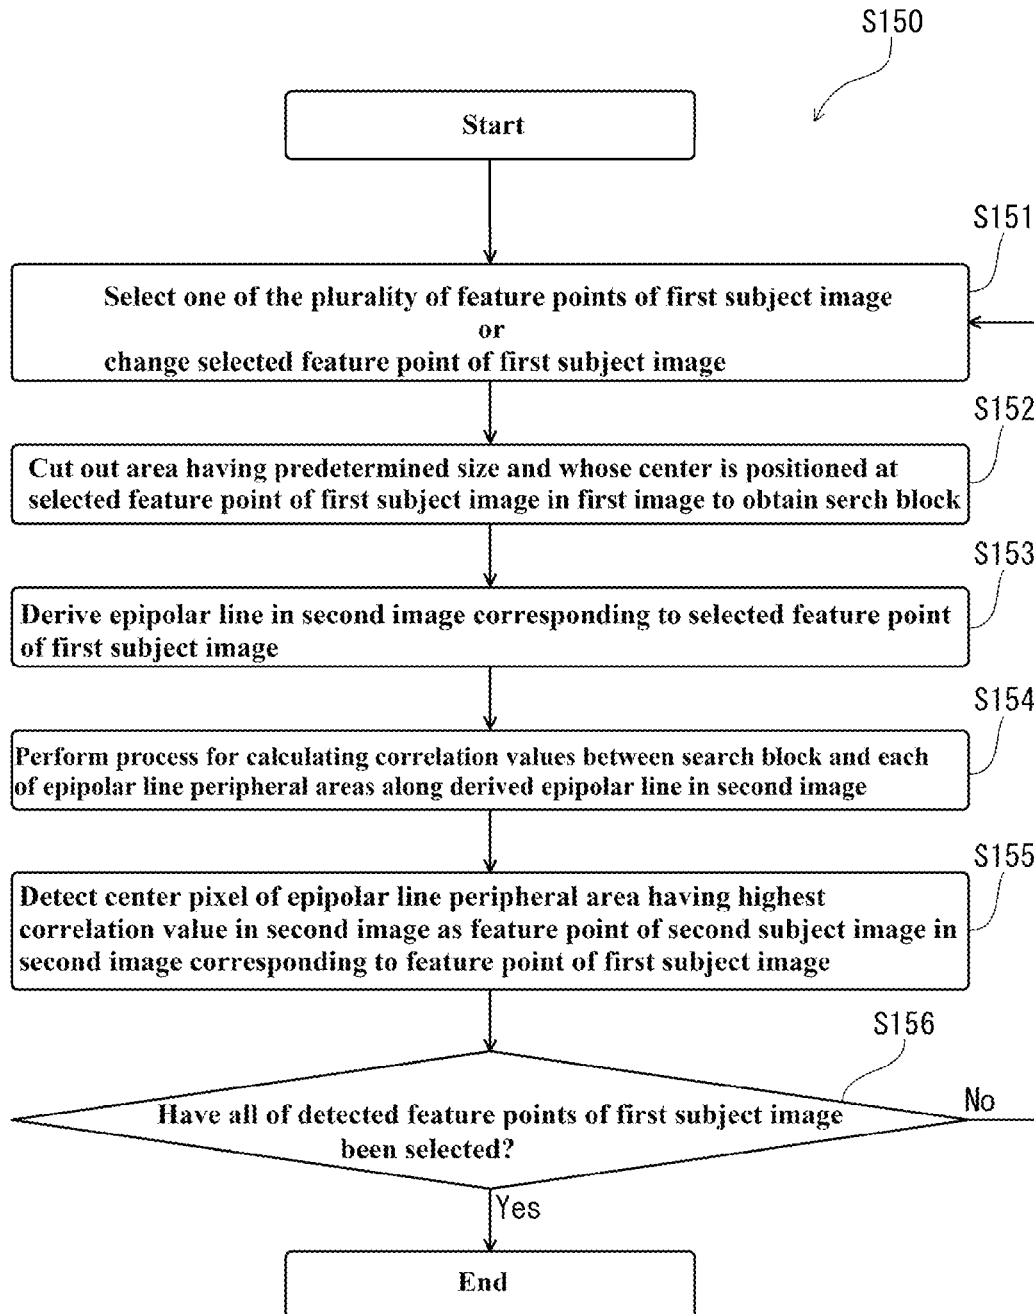 S150
Start
S151
Select one of the plurality of feature points of first subject image
or
change selected feature point of first subject image
S152
Cut out area having predetermined size and whose center is positioned at
selected feature point of first subject image in first image to obtain serch block
S153
Derive epipolar line in second image corresponding to selected feature point
of first subject image
S154
Perform process for calculating correlation values between search block and each
of epipolar line peripheral areas along derived epipolar line in second image
S155
Detect center pixel of epipolar line peripheral area having highest
correlation value in second image as feature point of second subject image in
second image corresponding to feature point of first subject image
S156
Have all of detected feature points of first subject image
been selected?
No
Yes
End